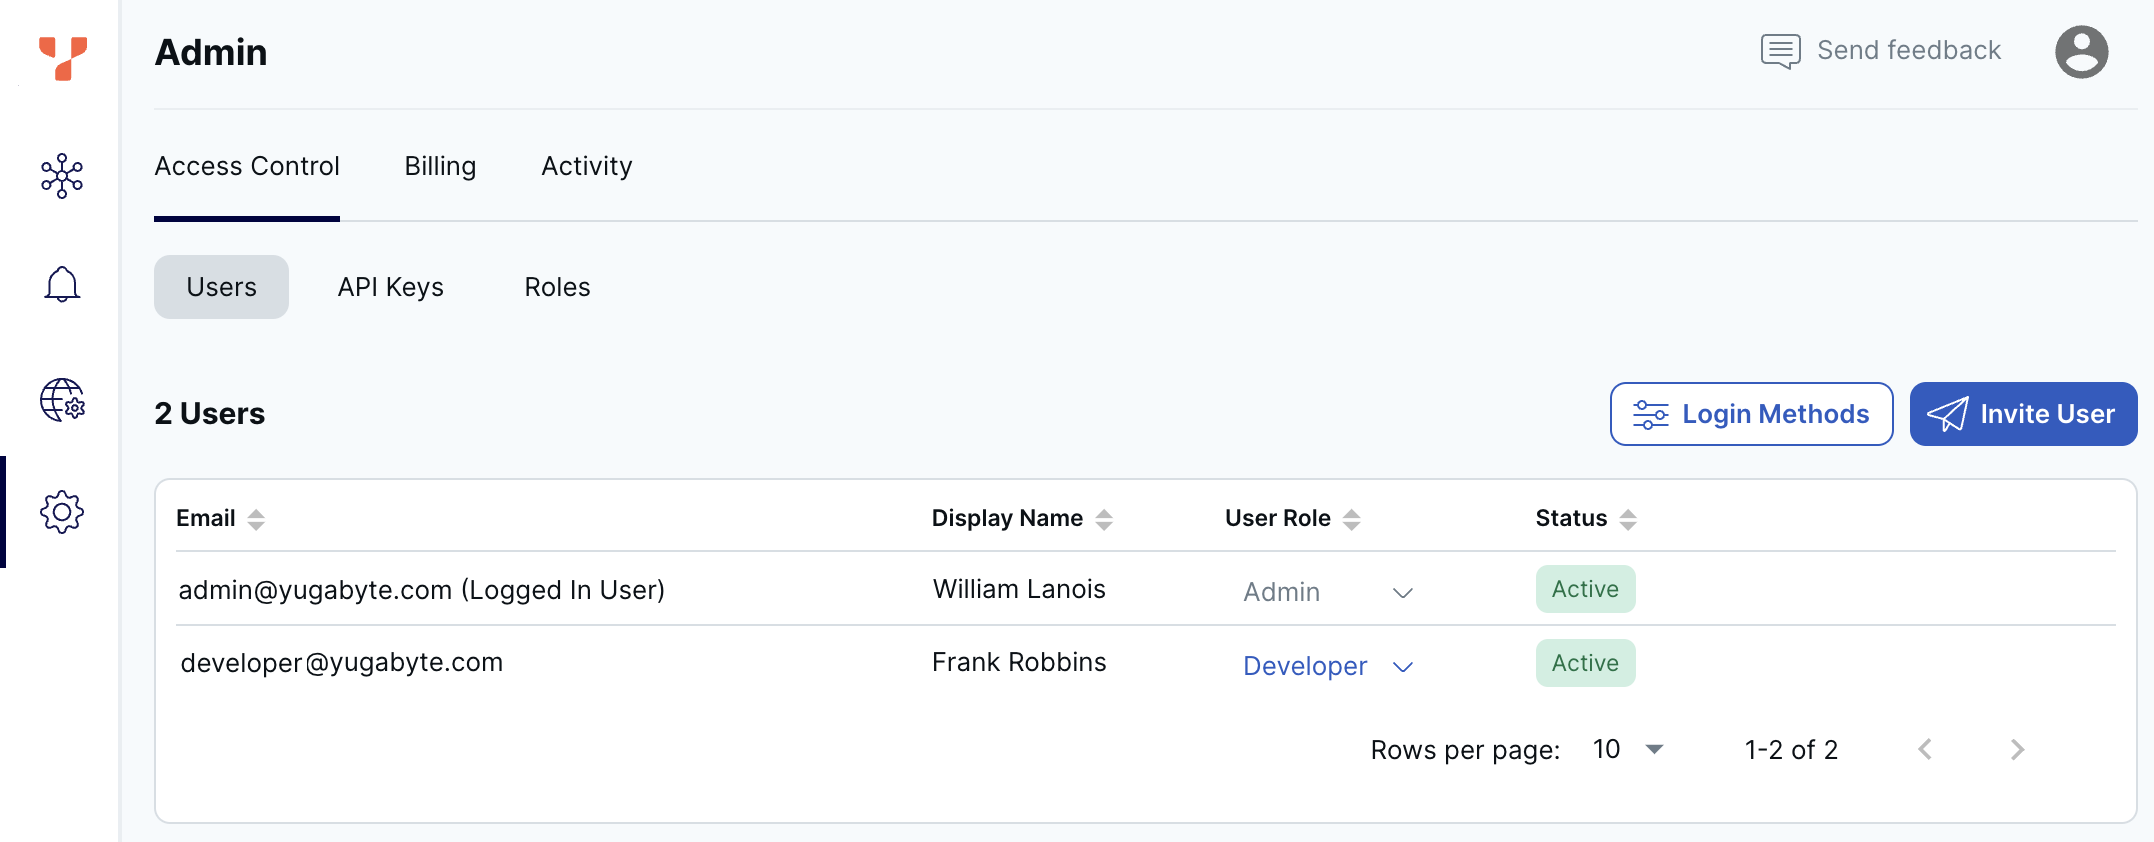 Admin
Send feedback
Access Control Billing Activity
Users API Keys Roles
2 Users
Login Methods
Invite User
Email Display Name User Role Status
admin@yugabyte.com (Logged In User) William Lanois Admin Active
developer@yugabyte.com Frank Robbins Developer Active
Rows per page: 10 1-2 of 2